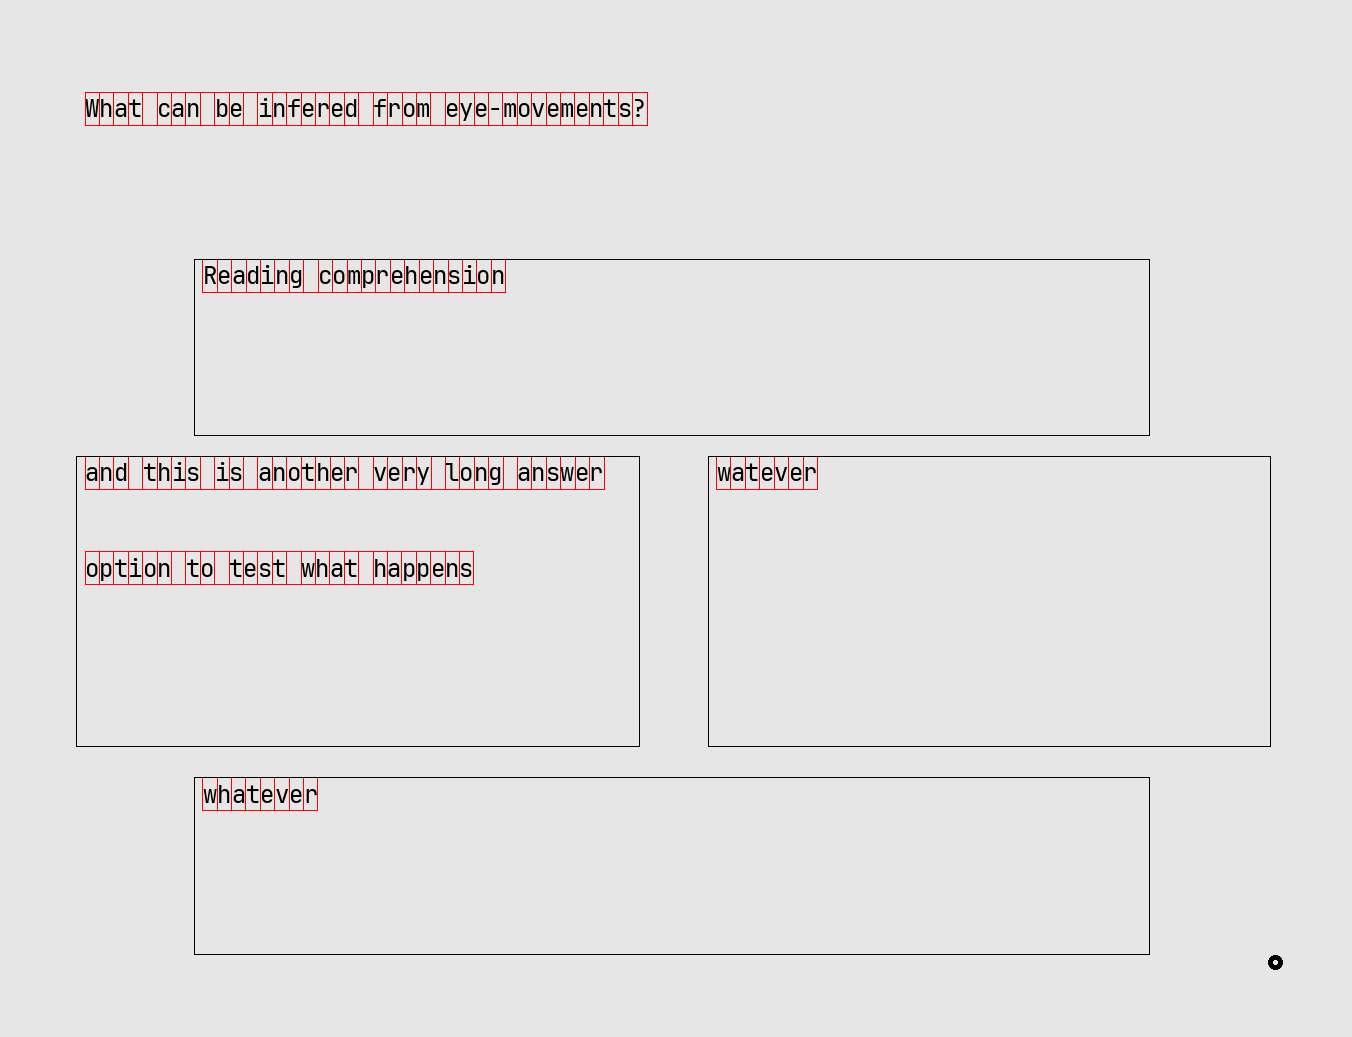 What can be infered from eye-movements?
Reading comprehension
and this is another very long answer
option to test what happens
watever
whatever